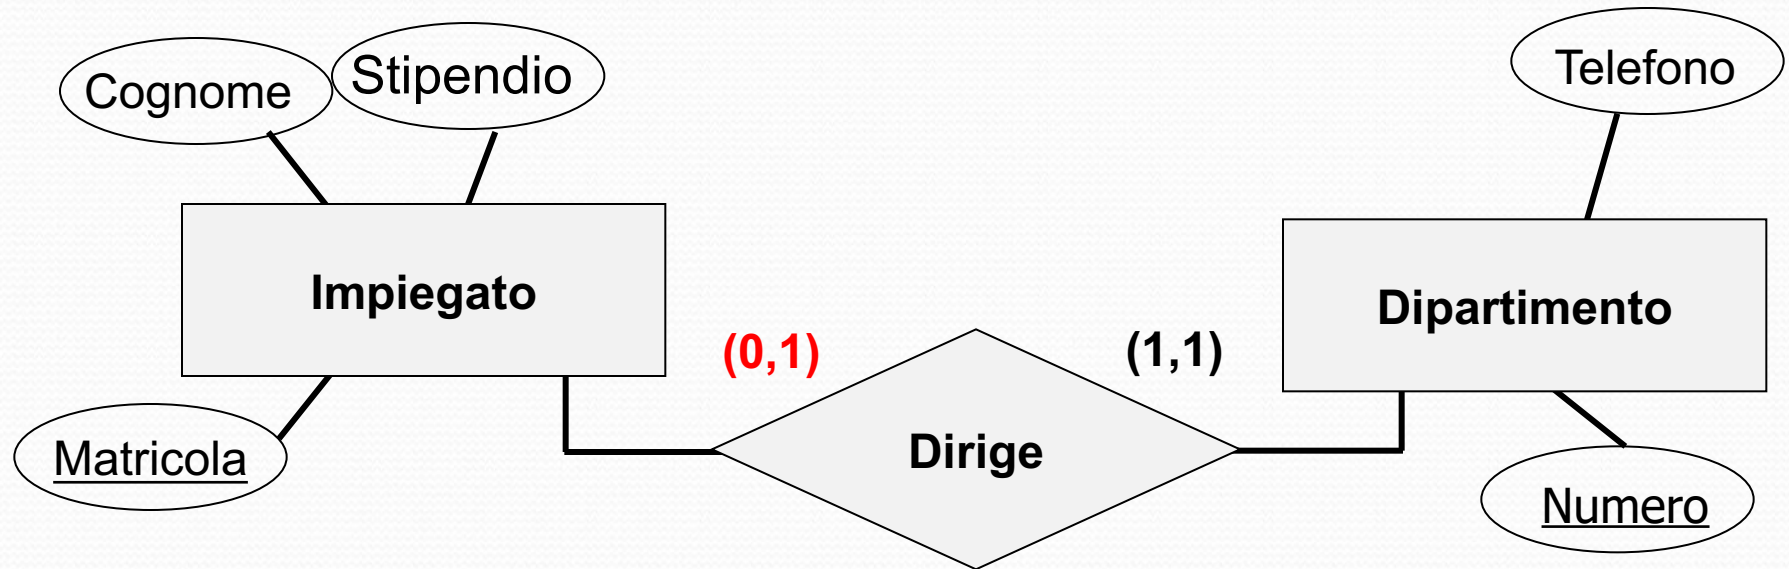 Cognome
Stipendio
Telefono
Impiegato
Dipartimento
(0,1)
(1,1)
Dirige
Matricola
Numero